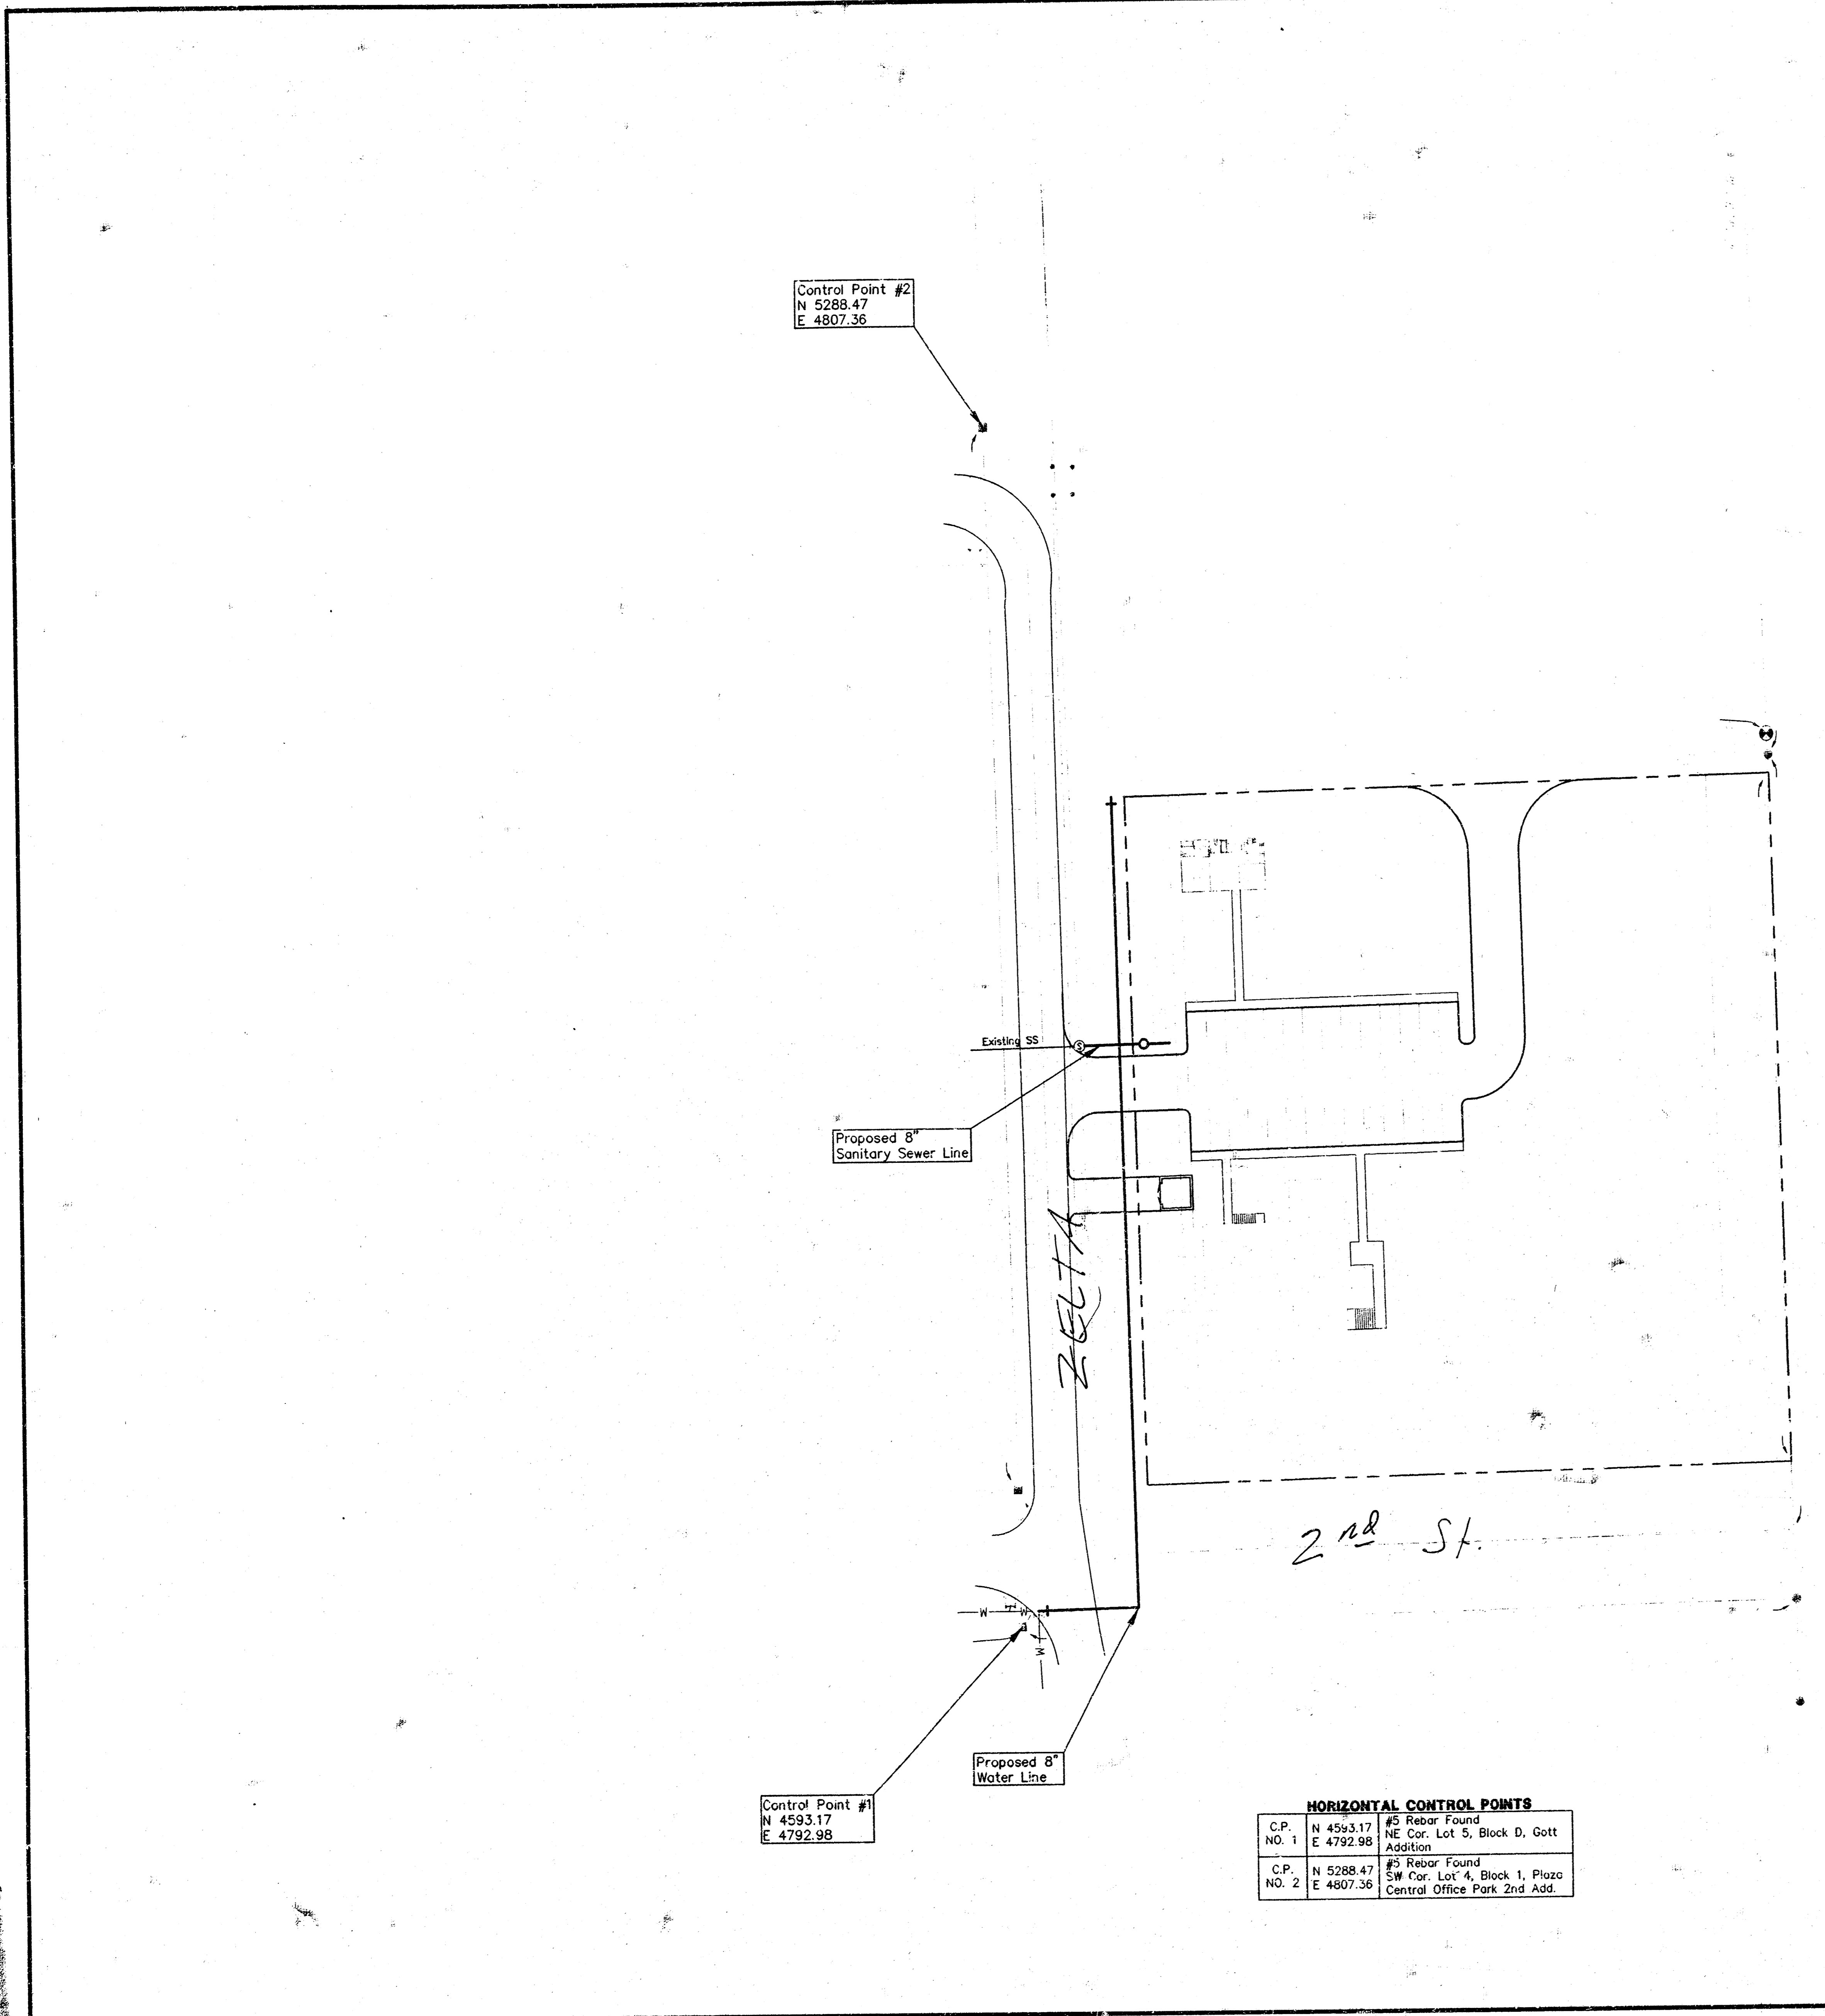 Control Point #2
N 5288.47
E 4807.36
Existing SS
S
Proposed 8"
Sanitary Sewer Line
ZELTA
2nd St.
W
W
W
Proposed 8"
Water Line
Control Point #1
N 4593.17
E 4792.98
HORIZONTAL CONTROL POINTS
C.P. NO. 1
N 4593.17
E 4792.98
#5 Rebar Found
NE Cor. Lot 5, Block D, Gott
Addition
C.P. NO. 2
N 5288.47
E 4807.36
#5 Rebar Found
SW Cor. Lot 4, Block 1, Plaza
Central Office Park 2nd Add.